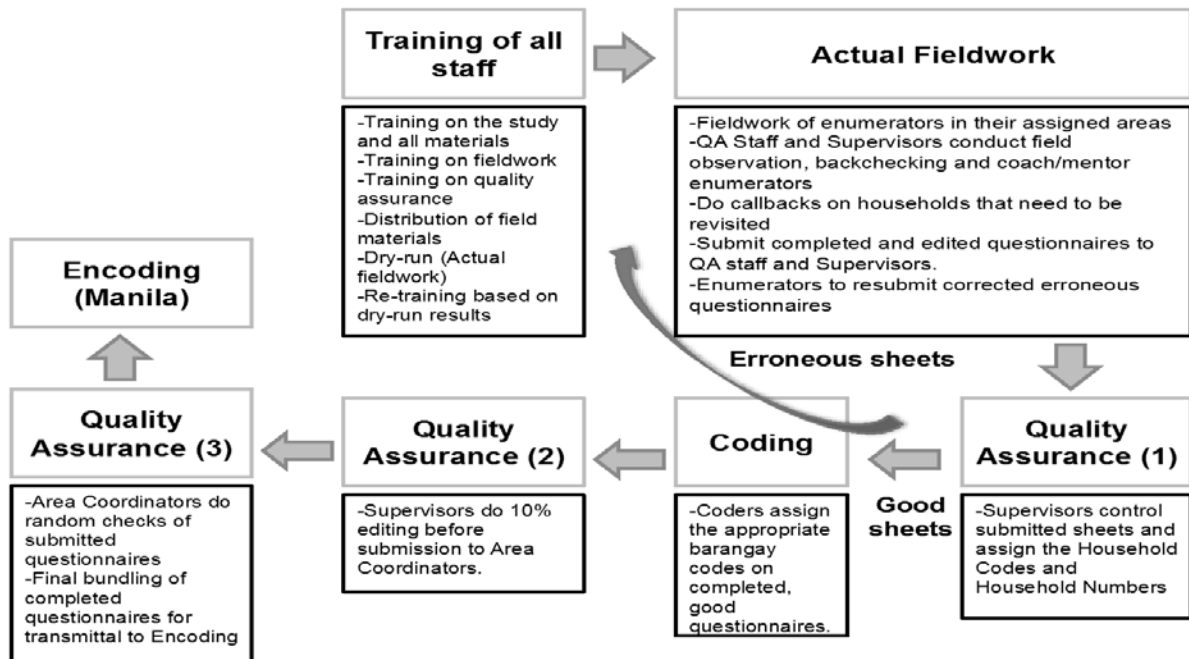 Training of all
staff
-Training on the study
and all materials
-Training on fieldwork
-Training on quality
assurance
-Distribution of field
materials
-Dry-run (Actual
fieldwork)
-Re-training based on
dry-run results
Actual Fieldwork
-Fieldwork of enumerators in their assigned areas
-QA Staff and Supervisors conduct field
observation, backchecking and coach/mentor
enumerators
-Do callbacks on households that need to be
revisited
-Submit completed and edited questionnaires to
QA staff and Supervisors.
-Enumerators to resubmit corrected erroneous
questionnaires
Erroneous sheets
Quality
Assurance (1)
-Supervisors control
submitted sheets and
assign the Household
Codes and
Household Numbers
Good
sheets
Coding
-Coders assign
the appropriate
barangay
codes on
completed,
good
questionnaires.
Quality
Assurance (2)
-Supervisors do 10%
editing before
submission to Area
Coordinators.
Quality
Assurance (3)
-Area Coordinators do
random checks of
submitted
questionnaires
-Final bundling of
completed
questionnaires for
transmittal to Encoding
Encoding
(Manila)